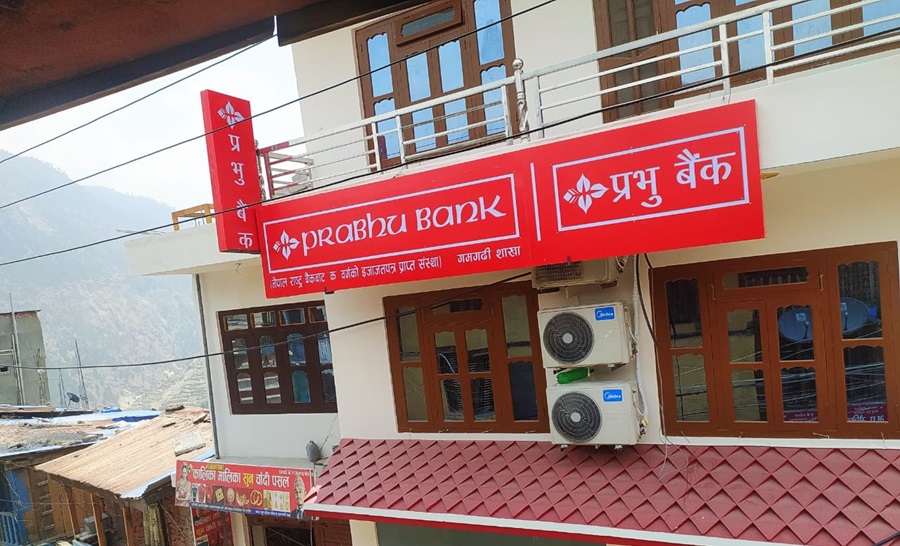 प्रभु बैंक
PRABHU BANK
प्रभु बैंक
(नेपाल राष्ट्र बैंकबाट क वर्गको इजाजतपत्र प्राप्त संस्था) गमगढी शाखा
Midea
Midea
कालिका मालिका सुन चाँदी पसल